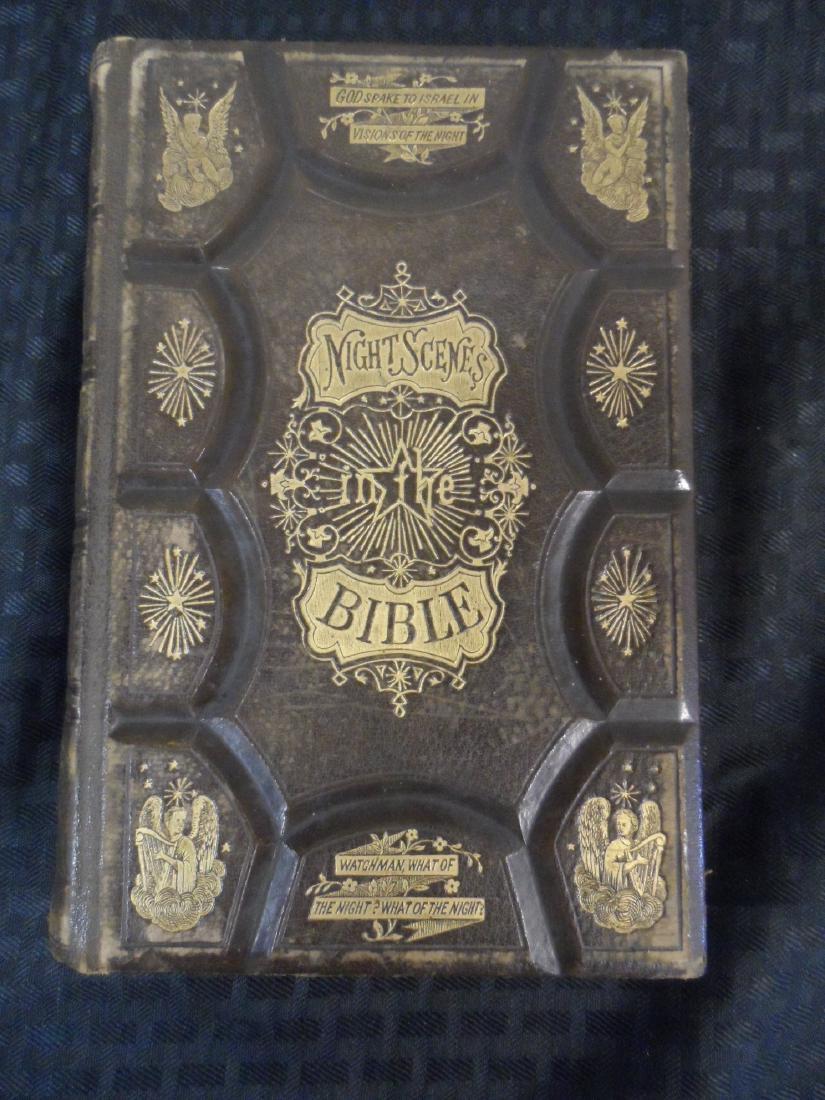 GOD SPAKE TO ISRAEL IN
VISIONS OF THE NIGHT
NIGHT SCENES
in the
BIBLE
WATCHMAN, WHAT OF
THE NIGHT? WHAT OF THE NIGHT?